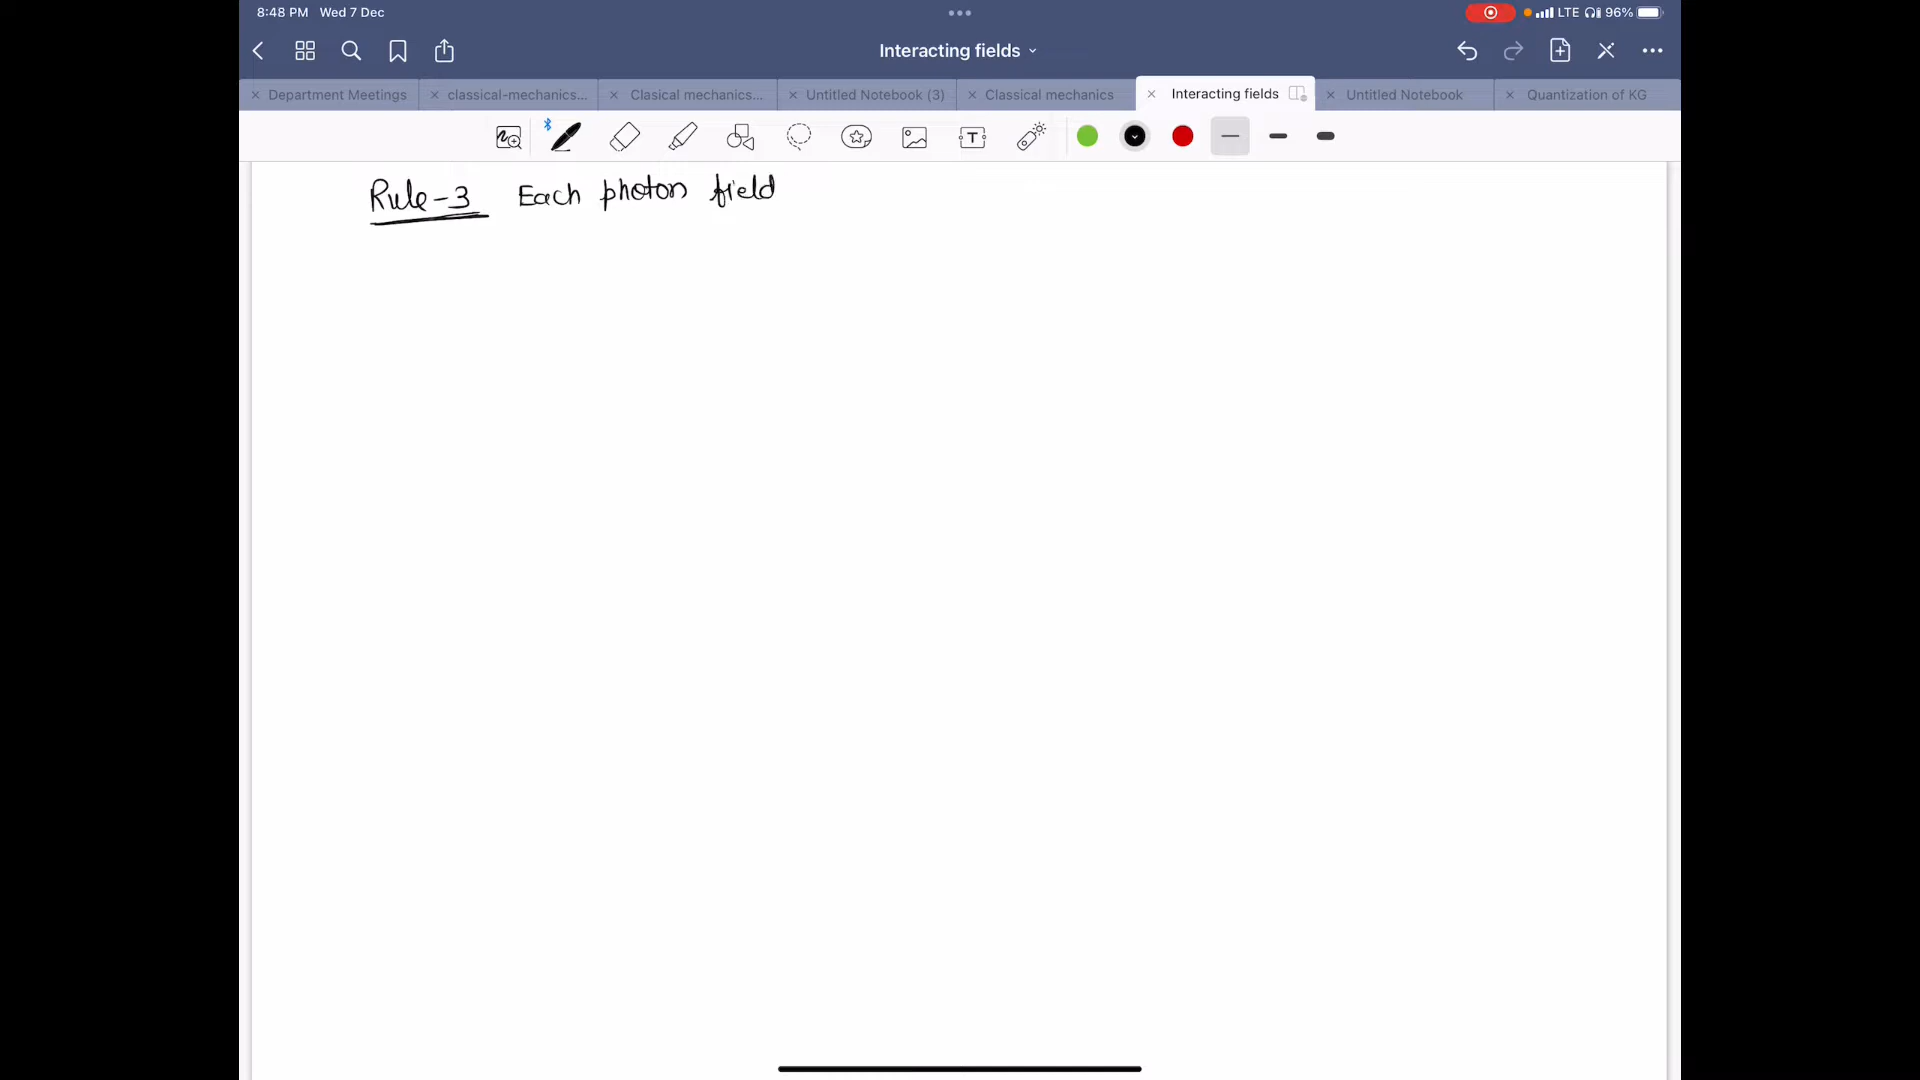 8:48 PM Wed 7 Dec
LTE 96%
Interacting fields
Department Meetings
classical-mechanics...
Clasical mechanics...
Untitled Notebook (3)
Classical mechanics
Interacting fields
Untitled Notebook
Quantization of KG
T
Rule-3 Each photon field